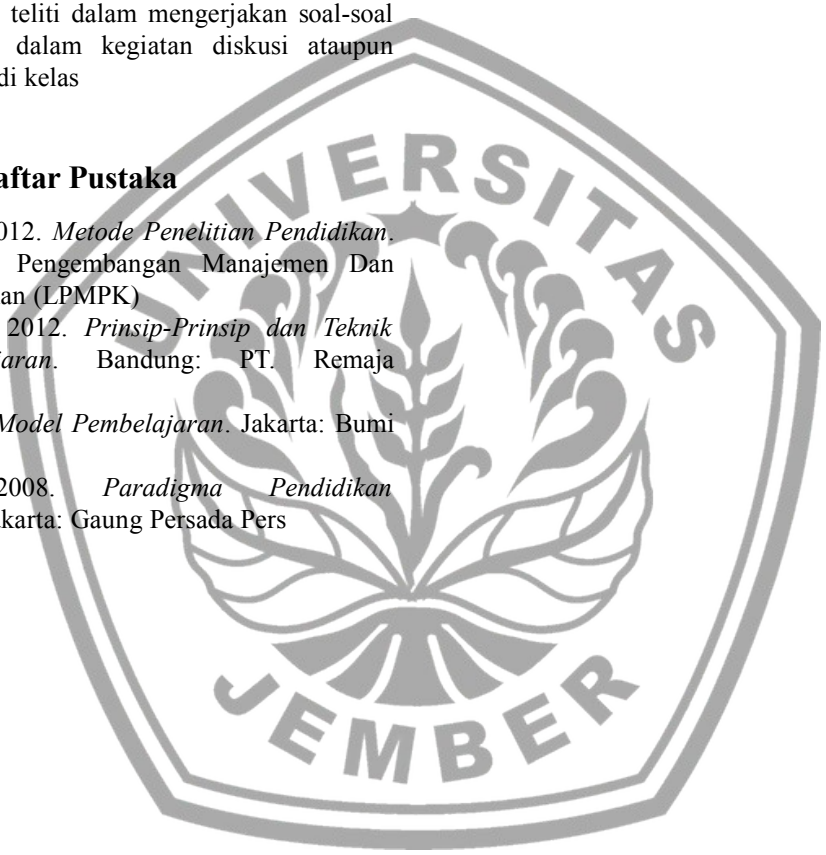 teliti dalam mengerjakan soal-soal
dalam kegiatan diskusi ataupun
di kelas
aftar Pustaka
012. Metode Penelitian Pendidikan.
Pengembangan Manajemen Dan
an (LPMPK)
2012. Prinsip-Prinsip dan Teknik
jaran. Bandung: PT. Remaja
Model Pembelajaran. Jakarta: Bumi
2008. Paradigma Pendidikan
akarta: Gaung Persada Pers
UNIVERSITAS
JEMBER